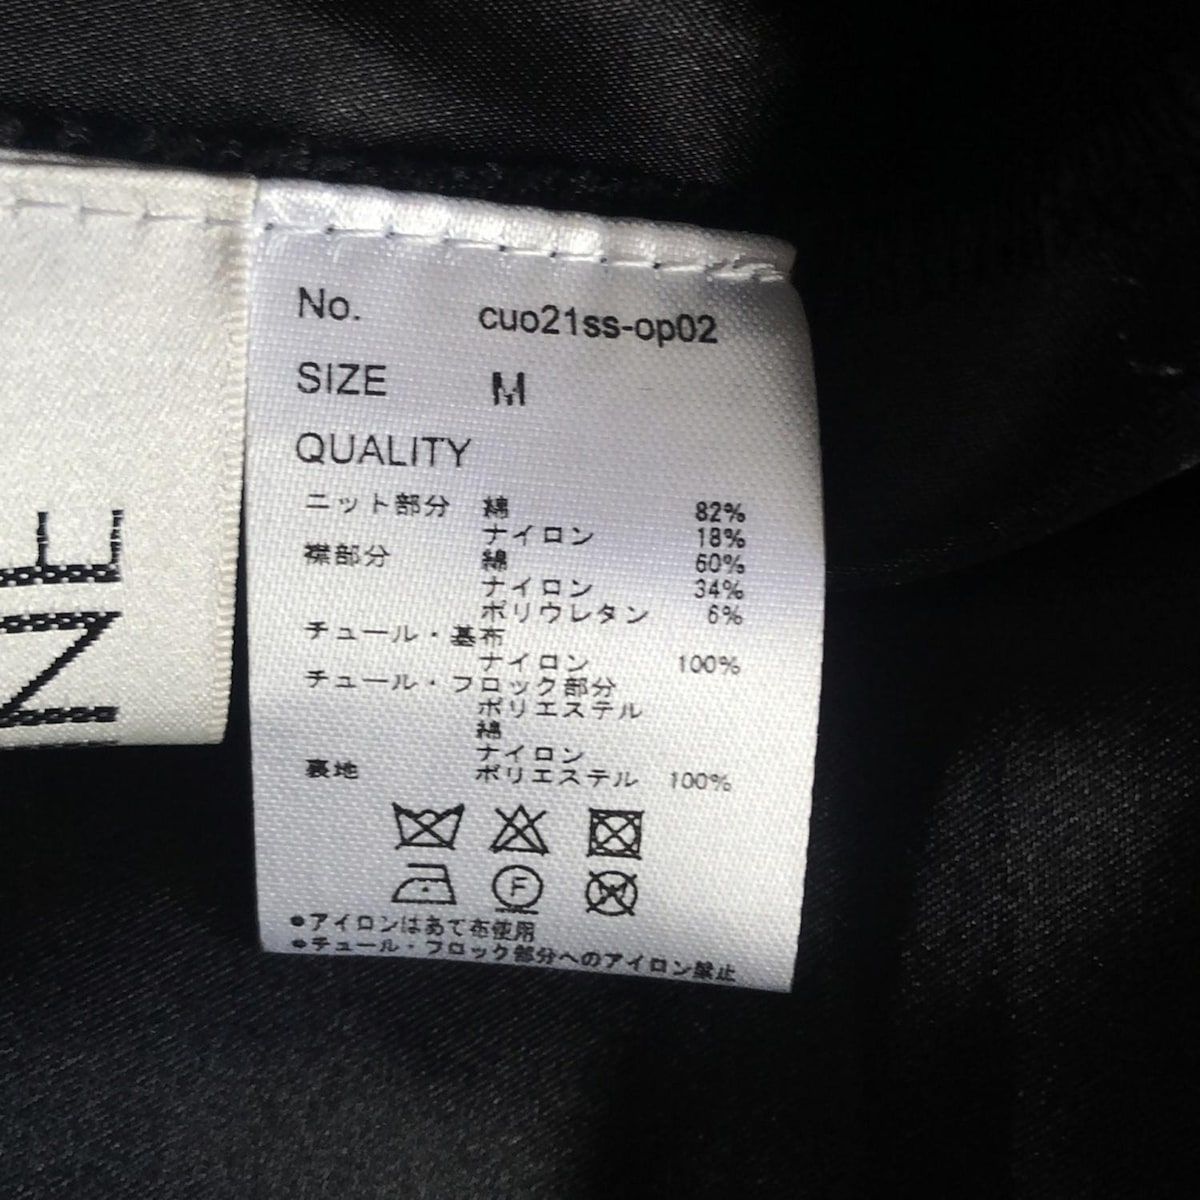 No. cuo21ss-op02
SIZE M
QUALITY
ニット部分 綿 82%
ナイロン 18%
襟部分 綿 60%
ナイロン 34%
ポリウレタン 6%
チュール・基布
ナイロン 100%
チュール・フロック部分
ポリエステル
綿
ナイロン
裏地 ポリエステル 100%
F
W
●アイロンはあて布使用
●チュール・フロック部分へのアイロン禁止
NE